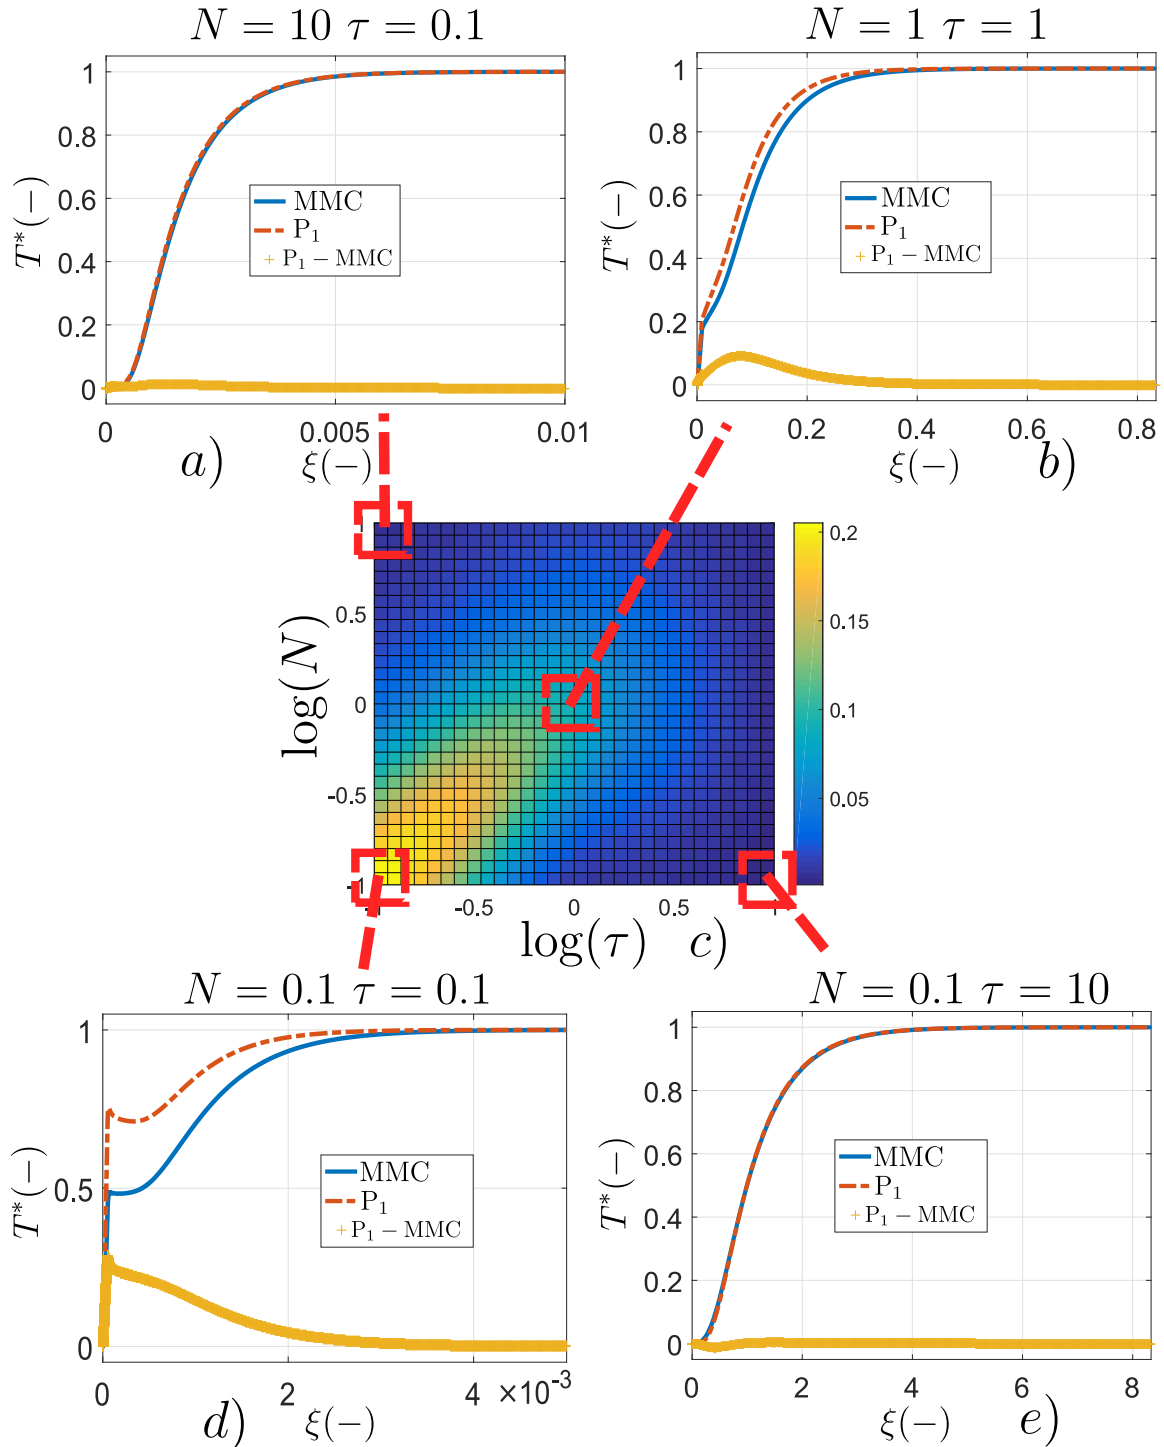 N = 10 τ = 0.1
N = 1 τ = 1
1
0.8
0.6
0.4
0.2
0
T*(−)
MMC
P₁
P₁ − MMC
0
0.005
0.01
a)
ξ(−)
1
0.8
0.6
0.4
0.2
0
T*(−)
MMC
P₁
P₁ − MMC
0
0.2
0.4
0.6
0.8
ξ(−)
b)
0.5
0
-0.5
-1
log(N)
-0.5
0
0.5
log(τ)
c)
0.2
0.15
0.1
0.05
N = 0.1 τ = 0.1
N = 0.1 τ = 10
1
0.5
0
T*(−)
MMC
P₁
P₁ − MMC
0
2
4
×10⁻³
d)
ξ(−)
1
0.8
0.6
0.4
0.2
0
T*(−)
MMC
P₁
P₁ − MMC
0
2
4
6
8
ξ(−)
e)